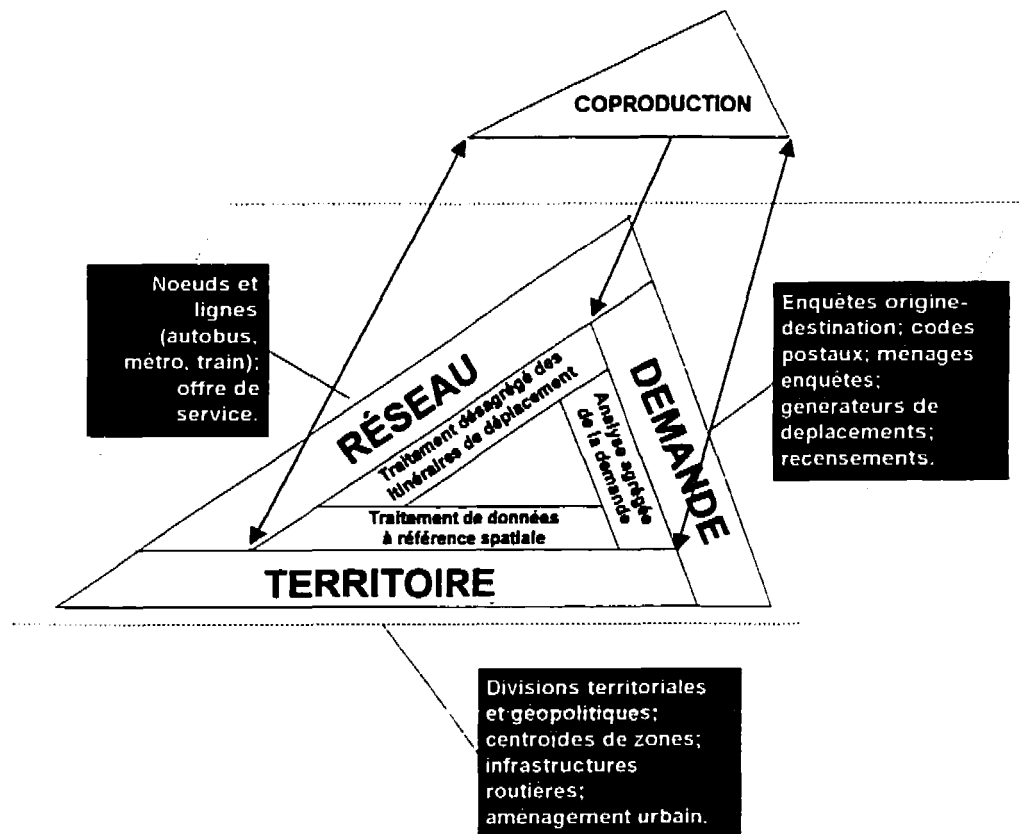 COPRODUCTION
Noeuds et
lignes
(autobus,
métro, train);
offre de
service.
Enquêtes origine-
destination; codes
postaux; ménages
enquêtes;
generateurs de
deplacements;
recensements.
RÉSEAU
Traitement désagrégé des
itinéraires de déplacement
DEMANDE
Analyse agrégée
de la demande
Traitement de données
à référence spatiale
TERRITOIRE
Divisions territoriales
et géopolitiques;
centroïdes de zones;
infrastructures
routières;
aménagement urbain.